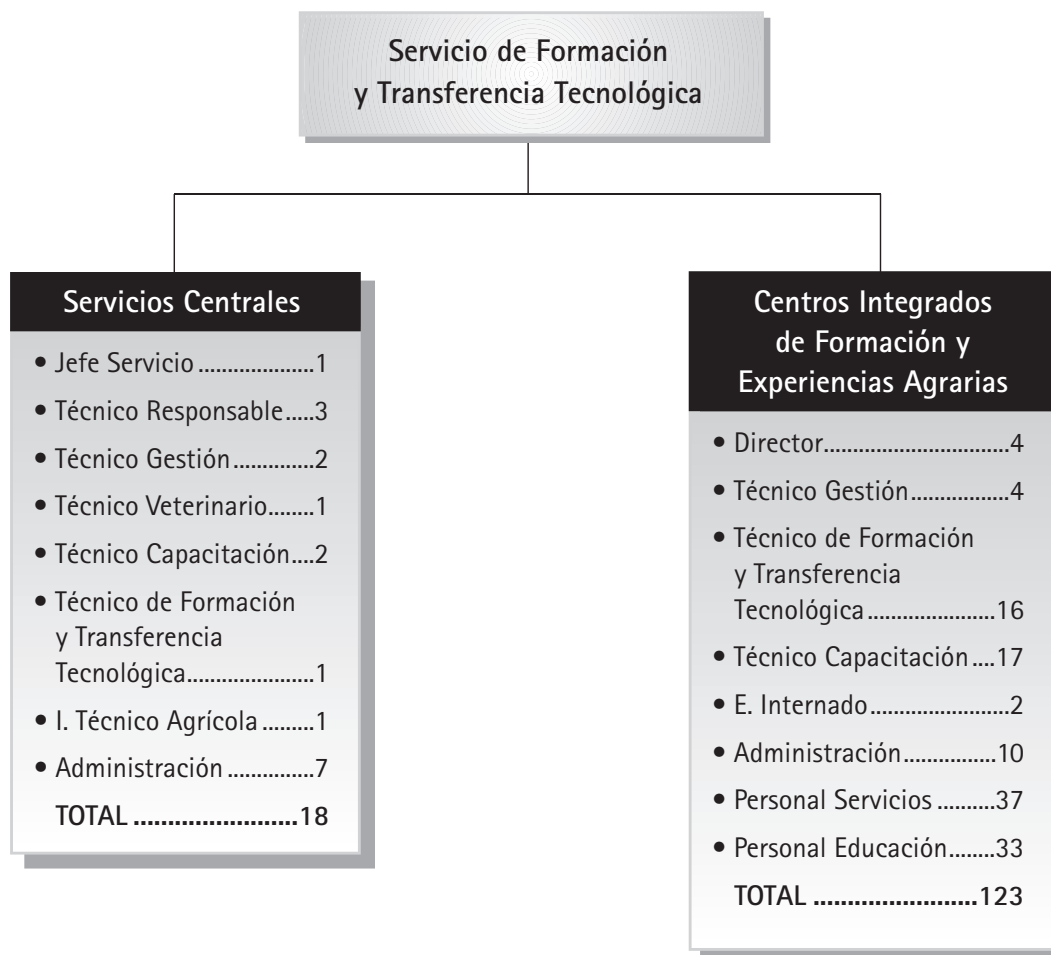 Servicio de Formación
y Transferencia Tecnológica
Servicios Centrales
• Jefe Servicio ...................1
• Técnico Responsable.....3
• Técnico Gestión.............2
• Técnico Veterinario........1
• Técnico Capacitación....2
• Técnico de Formación
y Transferencia
Tecnológica.....................1
• I. Técnico Agrícola .........1
• Administración ..............7
TOTAL ........................18
Centros Integrados
de Formación y
Experiencias Agrarias
• Director...............................4
• Técnico Gestión.................4
• Técnico de Formación
y Transferencia
Tecnológica .....................16
• Técnico Capacitación ....17
• E. Internado.......................2
• Administración...............10
• Personal Servicios ..........37
• Personal Educación........33
TOTAL ........................123